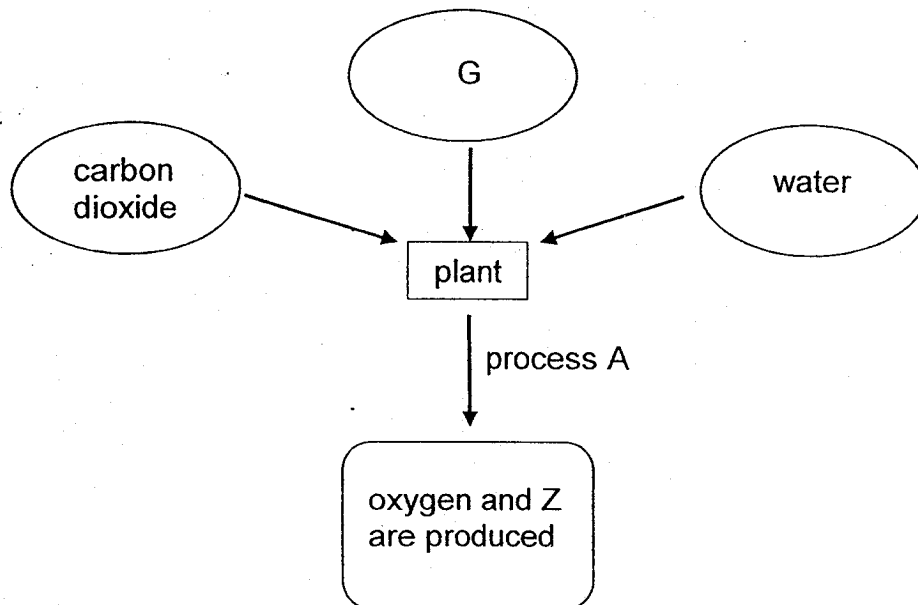 G
carbon
dioxide
water
plant
process A
oxygen and Z
are produced